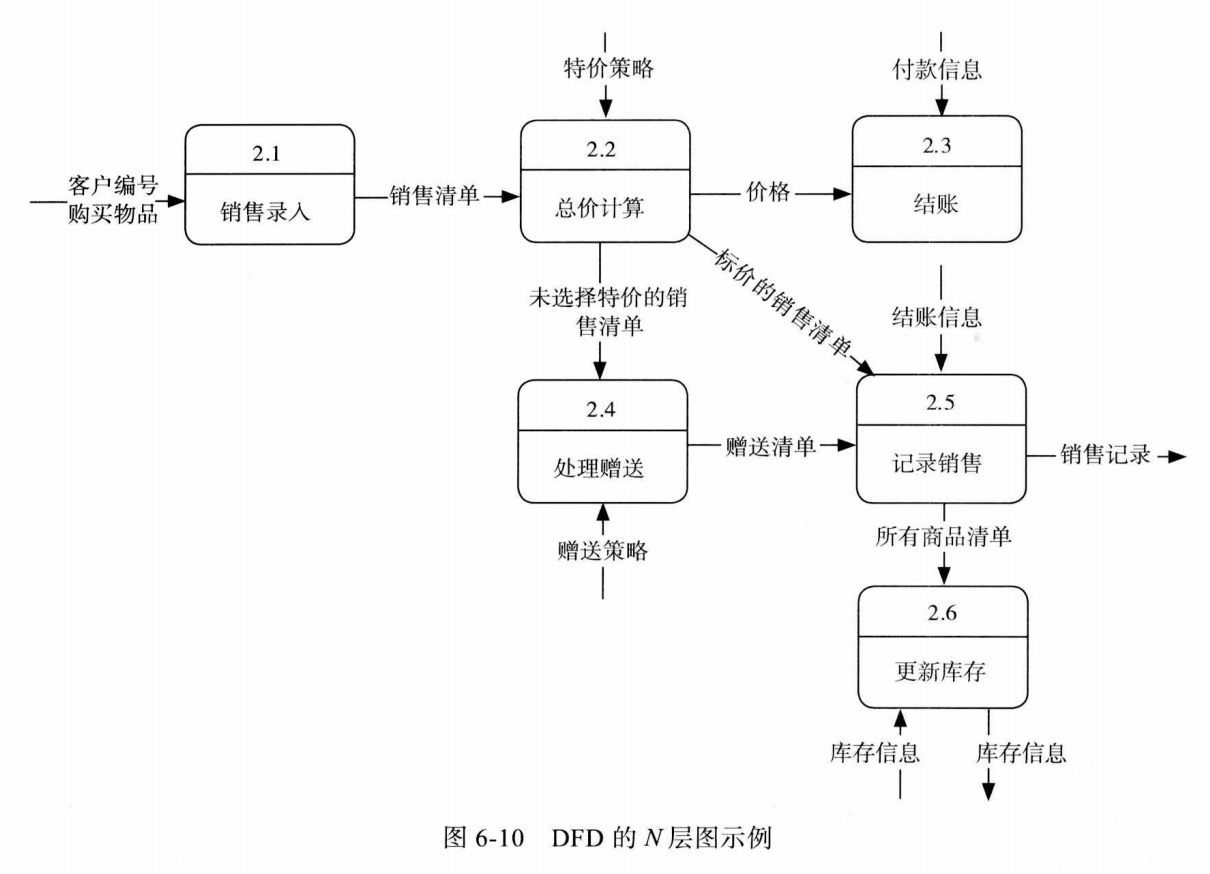 特价策略
付款信息
2.1
2.2
2.3
客户编号
购买物品
销售录入
销售清单
总价计算
价格
结账
未选择特价的销
售清单
标价的销售清单
结账信息
2.4
2.5
处理赠送
赠送清单
记录销售
销售记录
赠送策略
所有商品清单
2.6
更新库存
库存信息
库存信息
图 6-10 DFD 的 N 层图示例